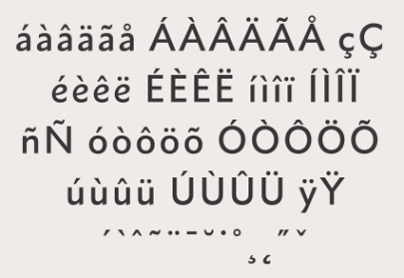 áàâäãå ÁÀÂÄÃÅ çÇ
éèêë ÉÈÊË íìîï ÍÌÎÏ
ñÑ óòôöõ ÓÒÔÖÕ
úùûü ÚÙÛÜ ÿŸ
´ ` ˆ ˜ ¨ ¯ ˘ ˙ ˚ ¸ ˛ ˝ ˇ